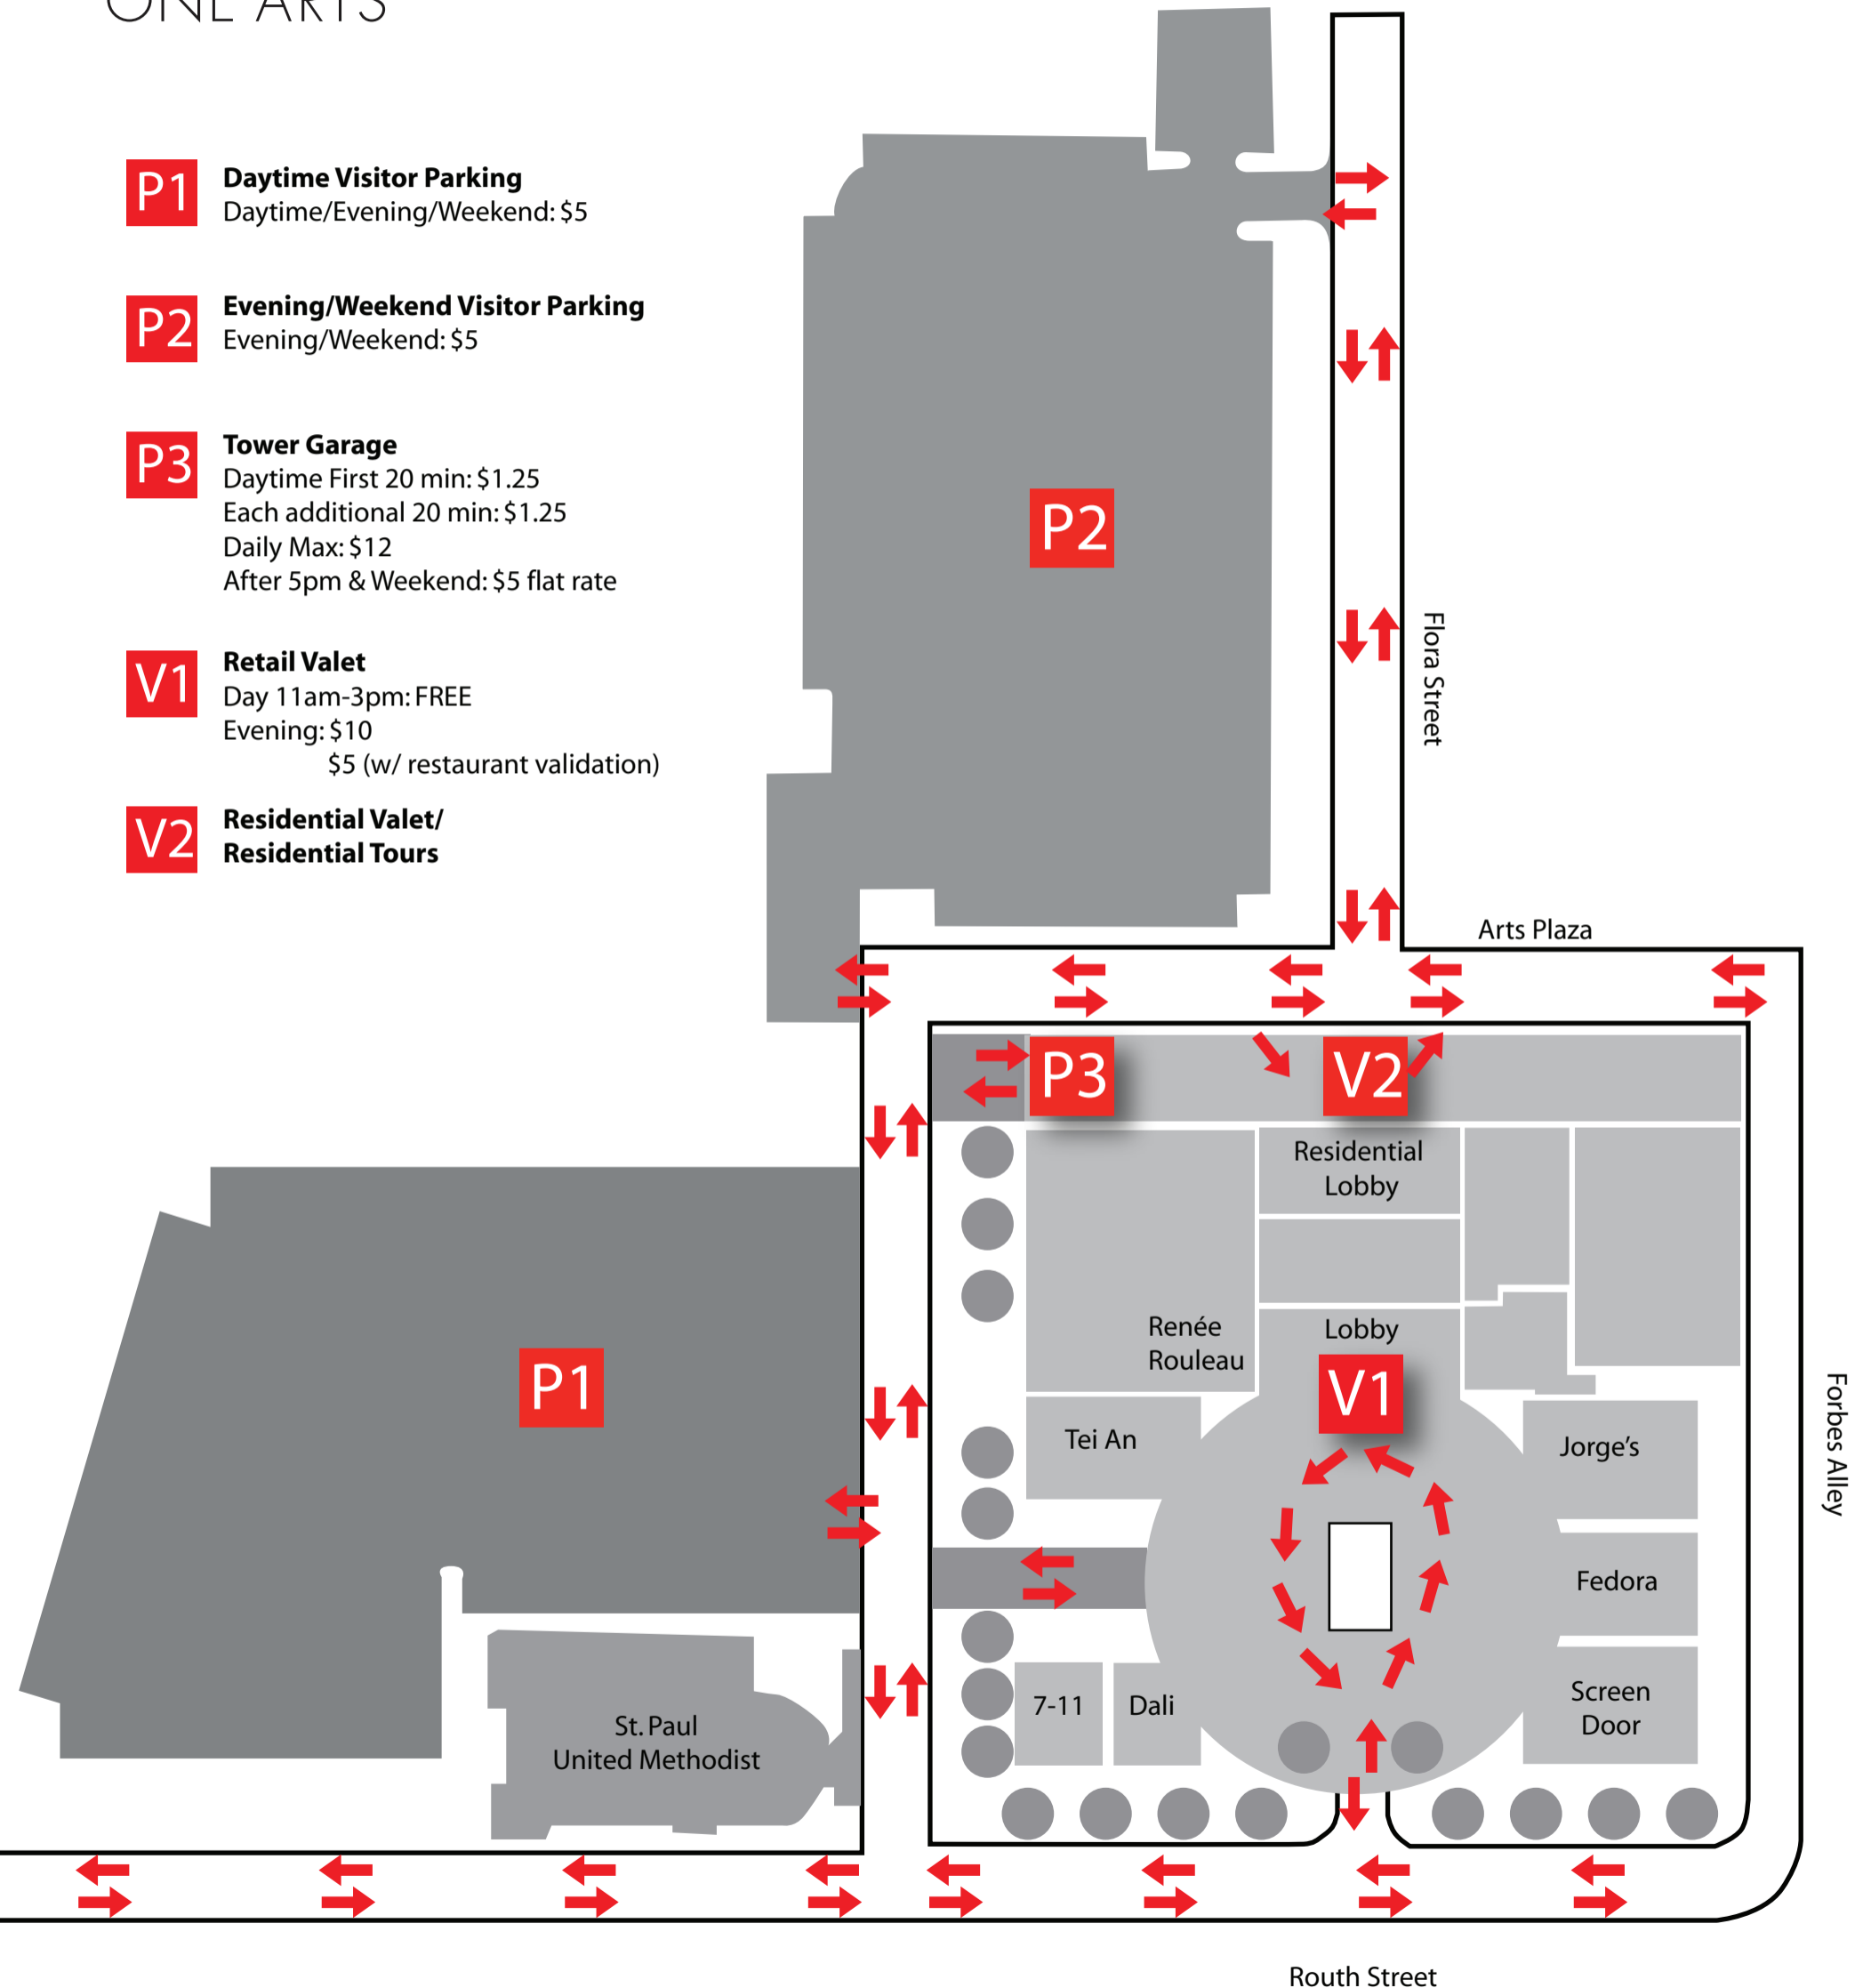 ONE ARTS
P1
Daytime Visitor Parking
Daytime/Evening/Weekend: $5
P2
Evening/Weekend Visitor Parking
Evening/Weekend: $5
P3
Tower Garage
Daytime First 20 min: $1.25
Each additional 20 min: $1.25
Daily Max: $12
After 5pm & Weekend: $5 flat rate
V1
Retail Valet
Day 11am-3pm: FREE
Evening: $10
$5 (w/ restaurant validation)
V2
Residential Valet/
Residential Tours
P2
Flora Street
Arts Plaza
P3
V2
Residential
Lobby
Renée
Rouleau
Lobby
P1
V1
Tei An
Jorge's
Forbes Alley
Fedora
7-11
Dali
Screen
Door
St. Paul
United Methodist
Routh Street